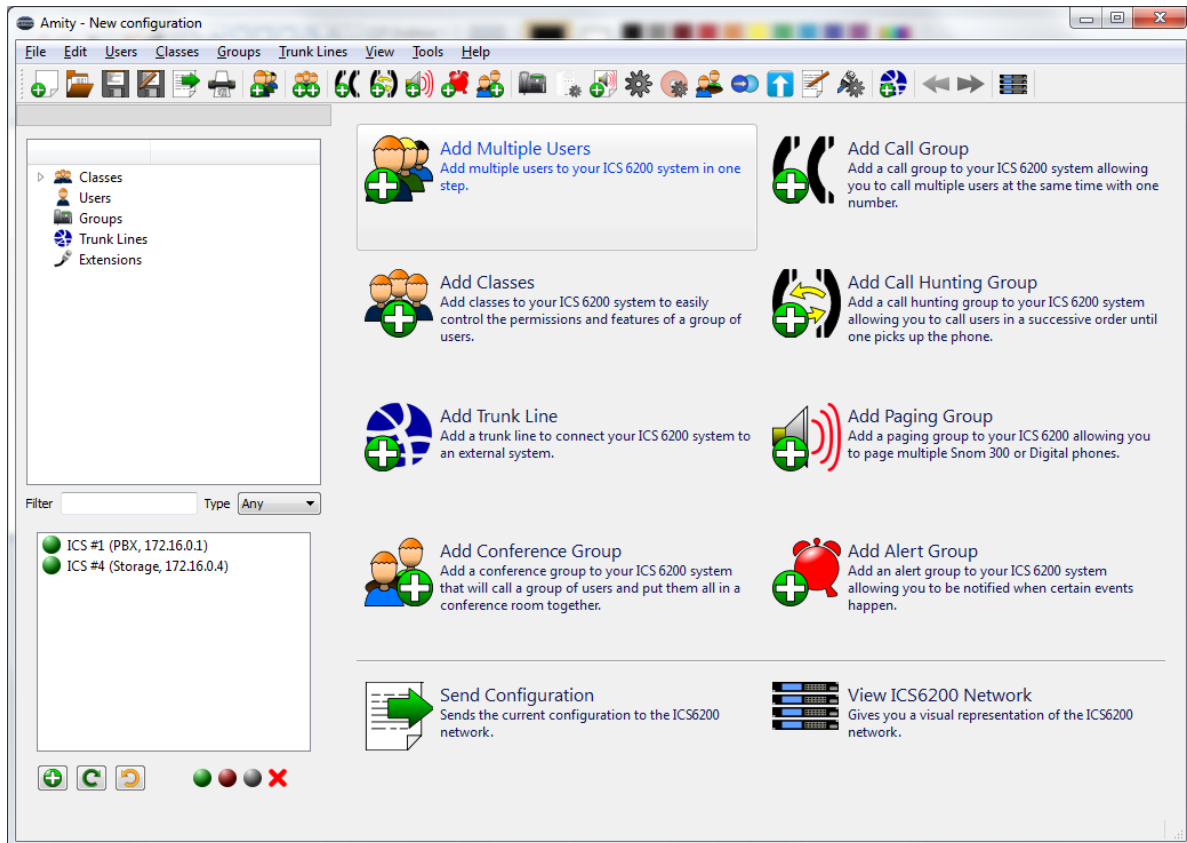 Amity - New configuration
File Edit Users Classes Groups Trunk Lines View Tools Help
Classes
Users
Groups
Trunk Lines
Extensions
Filter Type Any
ICS #1 (PBX, 172.16.0.1)
ICS #4 (Storage, 172.16.0.4)
Add Multiple Users
Add multiple users to your ICS 6200 system in one
step.
Add Call Group
Add a call group to your ICS 6200 system allowing
you to call multiple users at the same time with one
number.
Add Classes
Add classes to your ICS 6200 system to easily
control the permissions and features of a group of
users.
Add Call Hunting Group
Add a call hunting group to your ICS 6200 system
allowing you to call users in a successive order until
one picks up the phone.
Add Trunk Line
Add a trunk line to connect your ICS 6200 system to
an external system.
Add Paging Group
Add a paging group to your ICS 6200 allowing you
to page multiple Snom 300 or Digital phones.
Add Conference Group
Add a conference group to your ICS 6200 system
that will call a group of users and put them all in a
conference room together.
Add Alert Group
Add an alert group to your ICS 6200 system
allowing you to be notified when certain events
happen.
Send Configuration
Sends the current configuration to the ICS6200
network.
View ICS6200 Network
Gives you a visual representation of the ICS6200
network.